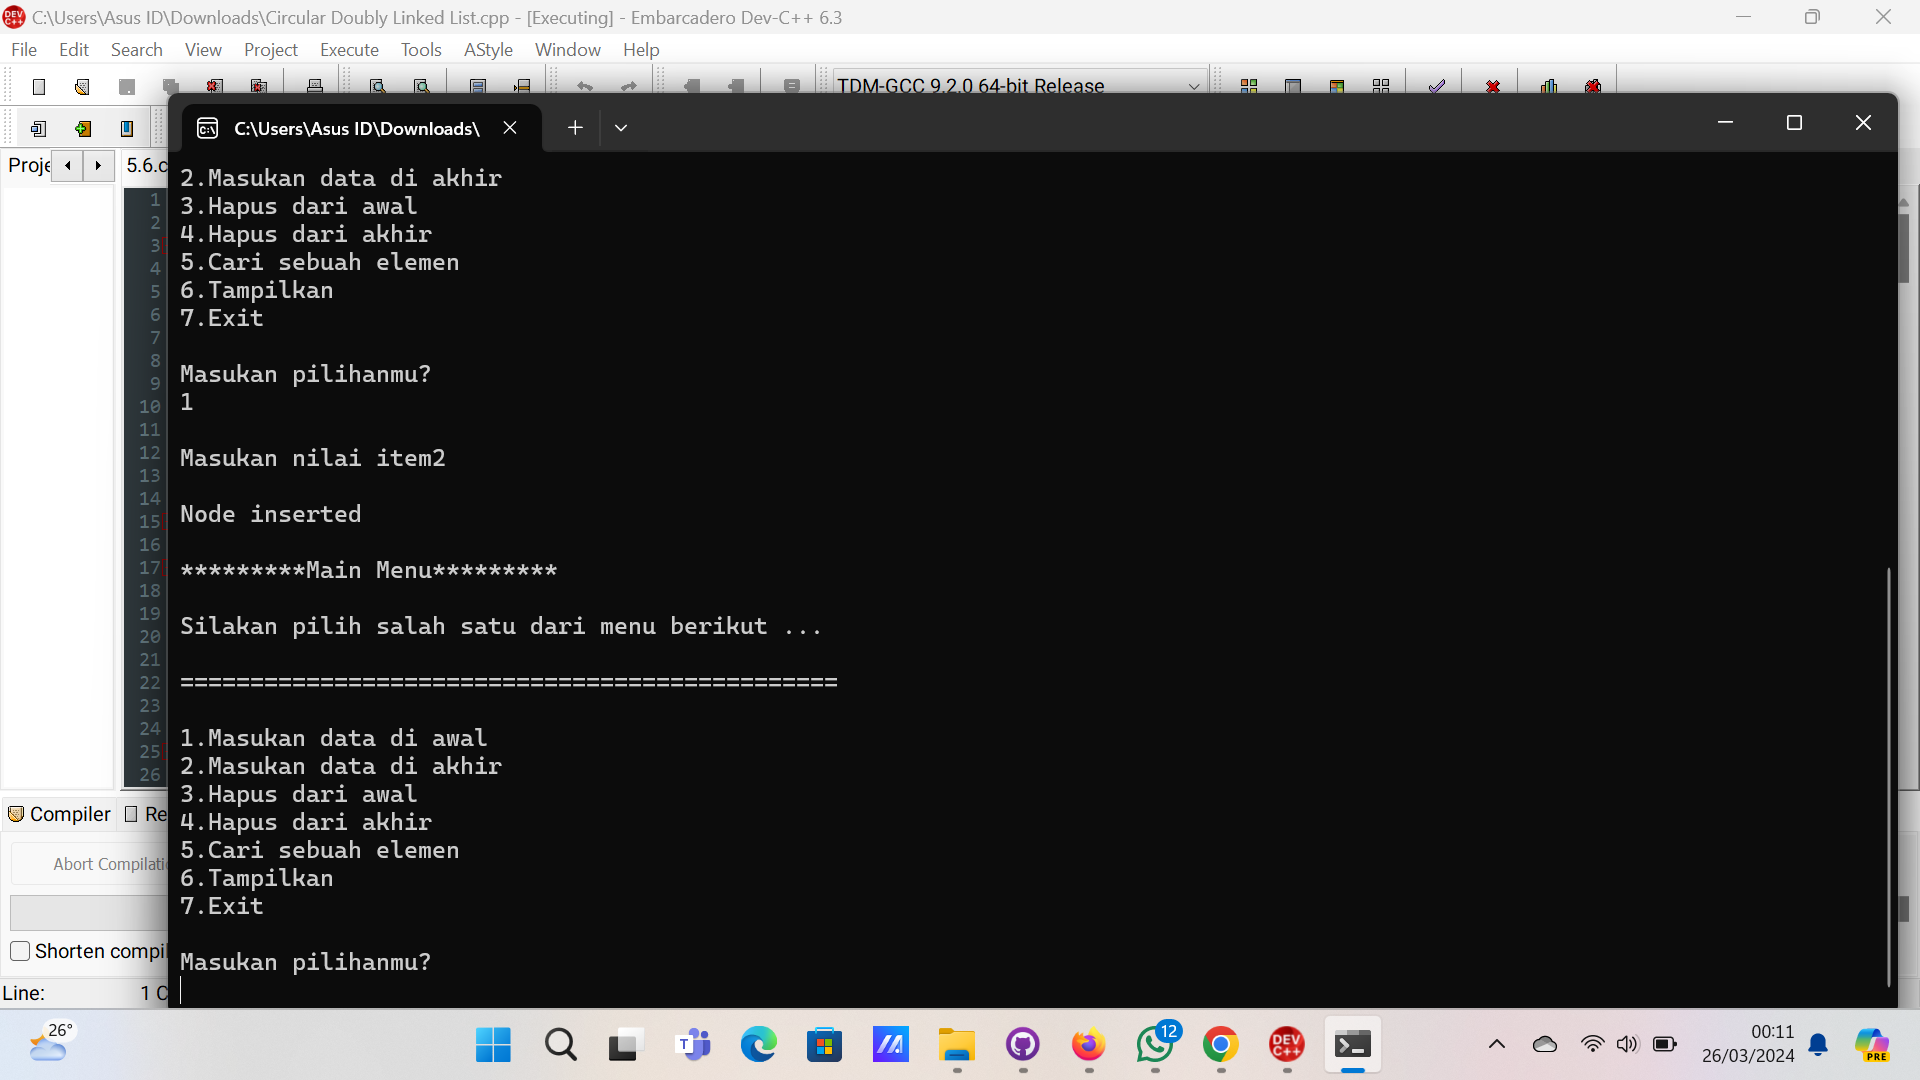 C:\Users\Asus ID\Downloads\Circular Doubly Linked List.cpp - [Executing] - Embarcadero Dev-C++ 6.3
File Edit Search View Project Execute Tools AStyle Window Help
TDM-GCC 9.2.0 64-bit Release
C:\Users\Asus ID\Downloads\
Proje
5.6.c
1
2
3
4
5
6
7
8
9
10
11
12
13
14
15
16
17
18
19
20
21
22
23
24
25
26
2.Masukan data di akhir
3.Hapus dari awal
4.Hapus dari akhir
5.Cari sebuah elemen
6.Tampilkan
7.Exit
Masukan pilihanmu?
1
Masukan nilai item2
Node inserted
*********Main Menu*********
Silakan pilih salah satu dari menu berikut ...
===============================================
1.Masukan data di awal
2.Masukan data di akhir
3.Hapus dari awal
4.Hapus dari akhir
5.Cari sebuah elemen
6.Tampilkan
7.Exit
Masukan pilihanmu?
Compiler Re
Abort Compilati
Shorten compil
Line: 1 C
26°
12
DEV C++
PRE
00:11
26/03/2024